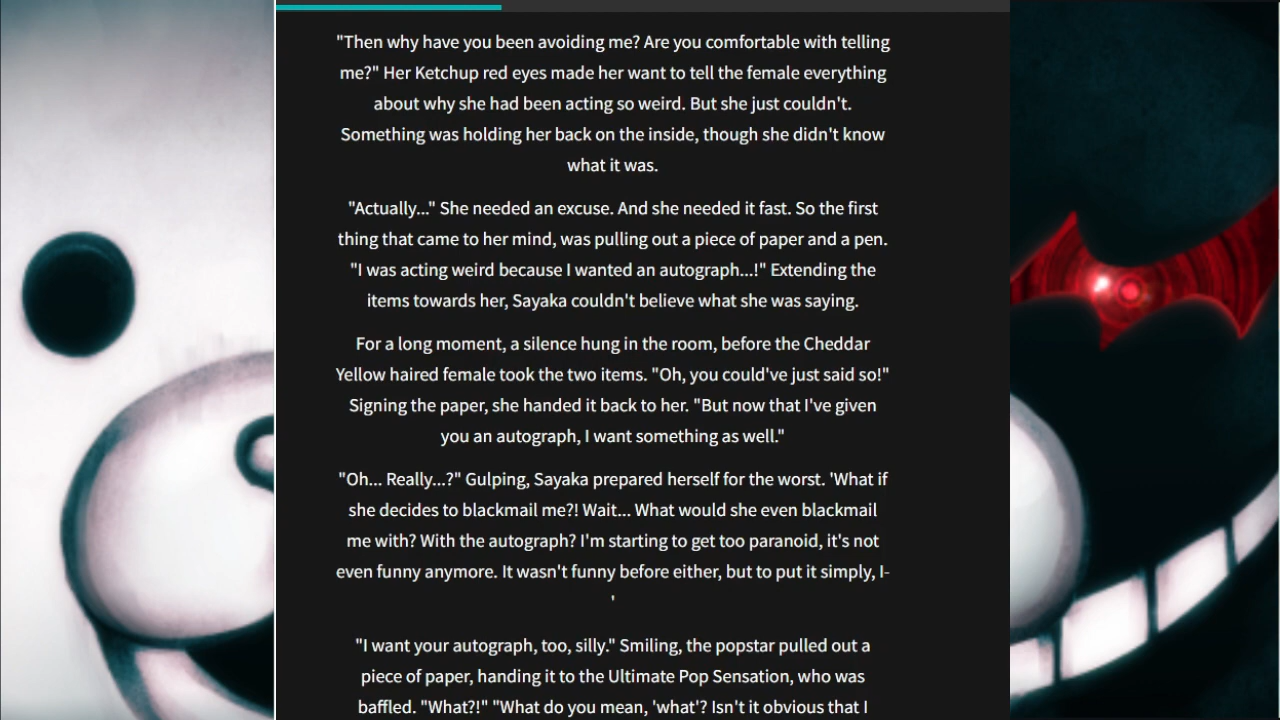 "Then why have you been avoiding me? Are you comfortable with telling
me?" Her Ketchup red eyes made her want to tell the female everything
about why she had been acting so weird. But she just couldn't.
Something was holding her back on the inside, though she didn't know
what it was.
"Actually..." She needed an excuse. And she needed it fast. So the first
thing that came to her mind, was pulling out a piece of paper and a pen.
"I was acting weird because I wanted an autograph...!" Extending the
items towards her, Sayaka couldn't believe what she was saying.
For a long moment, a silence hung in the room, before the Cheddar
Yellow haired female took the two items. "Oh, you could've just said so!"
Signing the paper, she handed it back to her. "But now that I've given
you an autograph, I want something as well."
"Oh... Really...?" Gulping, Sayaka prepared herself for the worst. 'What if
she decides to blackmail me?! Wait... What would she even blackmail
me with? With the autograph? I'm starting to get too paranoid, it's not
even funny anymore. It wasn't funny before either, but to put it simply, I-
'
"I want your autograph, too, silly." Smiling, the popstar pulled out a
piece of paper, handing it to the Ultimate Pop Sensation, who was
baffled. "What?!" "What do you mean, 'what'? Isn't it obvious that I